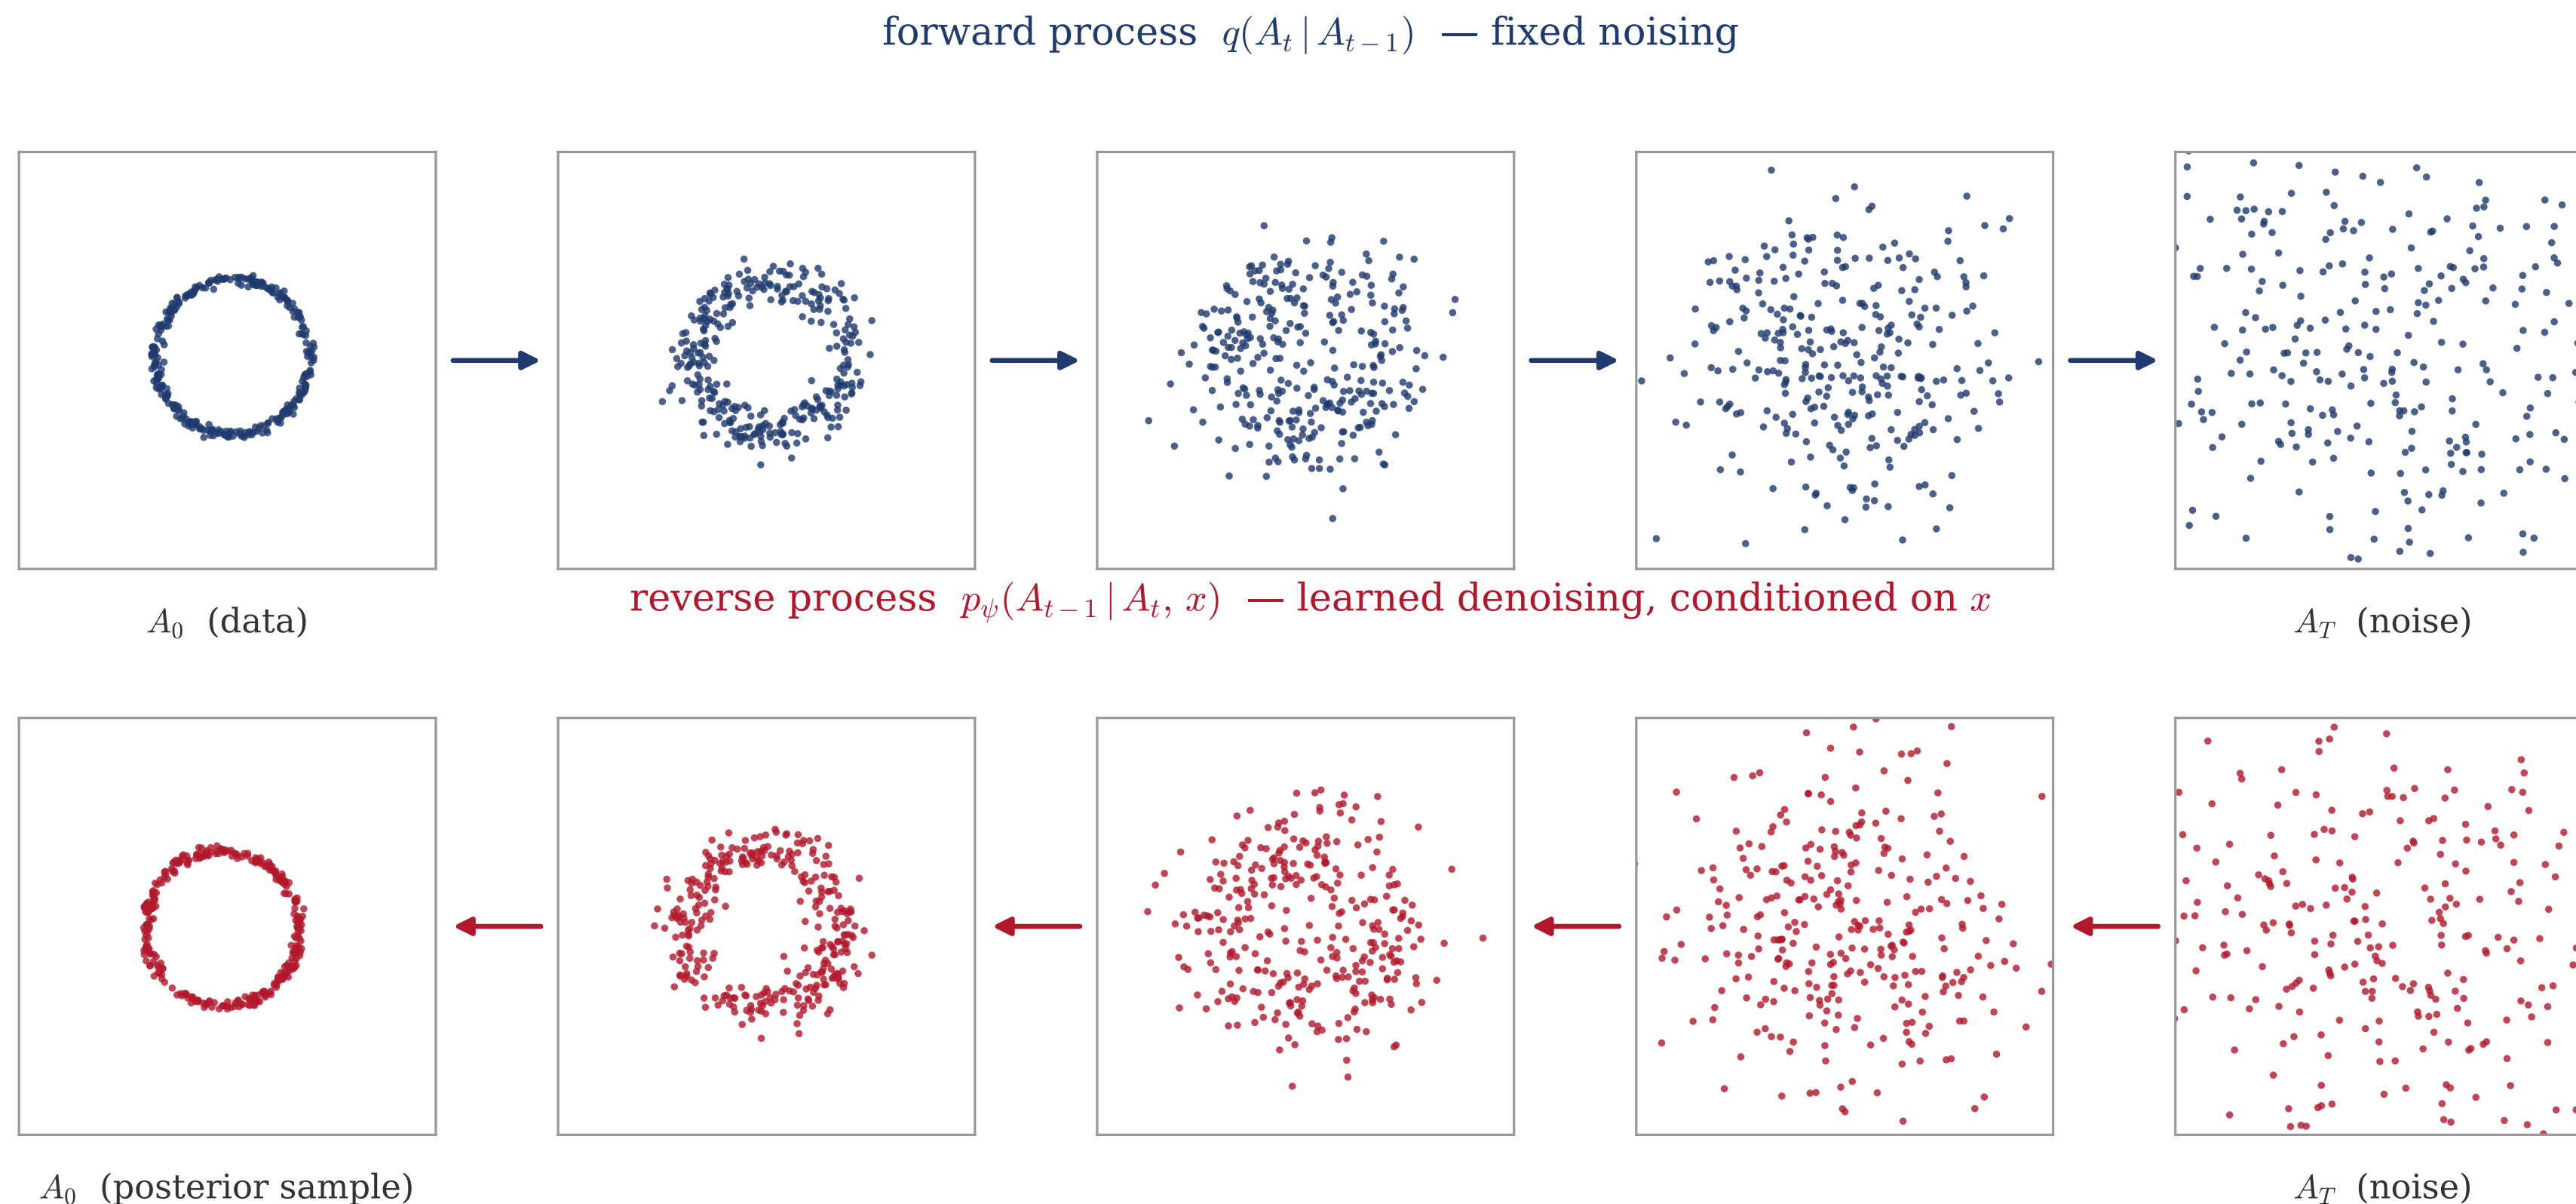 forward process q(A_t | A_{t−1}) — fixed noising
A_0 (data)
reverse process p_ψ(A_{t−1} | A_t, x) — learned denoising, conditioned on x
A_T (noise)
A_0 (posterior sample)
A_T (noise)